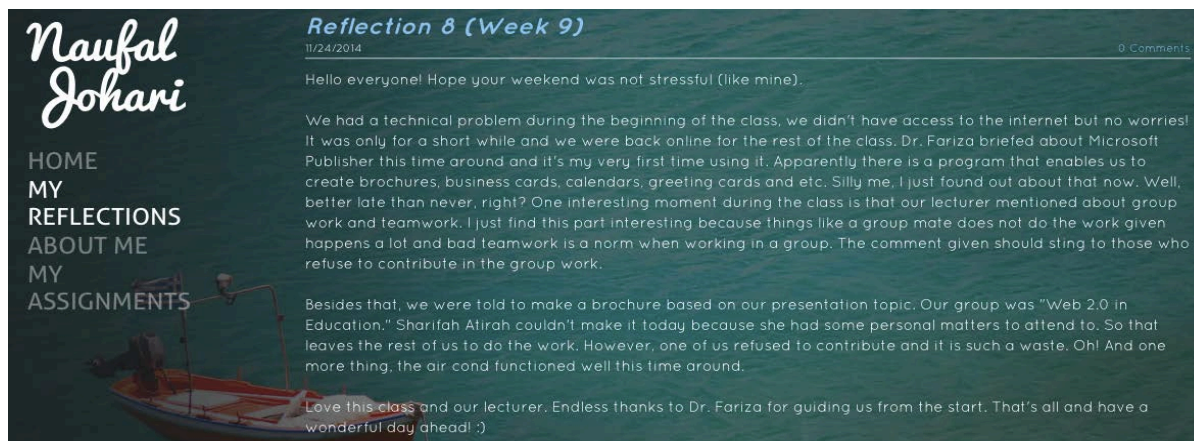 Naufal
Johari
HOME
MY
REFLECTIONS
ABOUT ME
MY
ASSIGNMENTS
Reflection 8 (Week 9)
11/24/2014
0 Comments
Hello everyone! Hope your weekend was not stressful (like mine).
We had a technical problem during the beginning of the class, we didn't have access to the internet but no worries!
It was only for a short while and we were back online for the rest of the class. Dr. Fariza briefed about Microsoft
Publisher this time around and it's my very first time using it. Apparently there is a program that enables us to
create brochures, business cards, calendars, greeting cards and etc. Silly me, I just found out about that now. Well,
better late than never, right? One interesting moment during the class is that our lecturer mentioned about group
work and teamwork. I just find this part interesting because things like a group mate does not do the work given
happens a lot and bad teamwork is a norm when working in a group. The comment given should sting to those who
refuse to contribute in the group work.
Besides that, we were told to make a brochure based on our presentation topic. Our group was "Web 2.0 in
Education." Sharifah Atirah couldn't make it today because she had some personal matters to attend to. So that
leaves the rest of us to do the work. However, one of us refused to contribute and it is such a waste. Oh! And one
more thing, the air cond functioned well this time around.
Love this class and our lecturer. Endless thanks to Dr. Fariza for guiding us from the start. That's all and have a
wonderful day ahead! :)